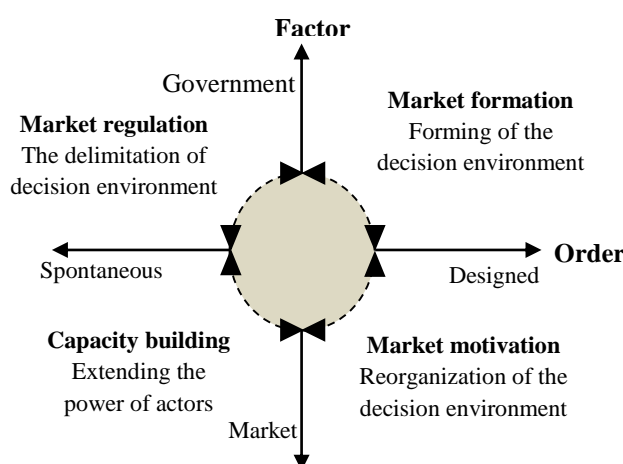 Factor
Government
Market regulation
The delimitation of
decision environment
Market formation
Forming of the
decision environment
Spontaneous
Designed
Order
Capacity building
Extending the
power of actors
Market motivation
Reorganization of the
decision environment
Market